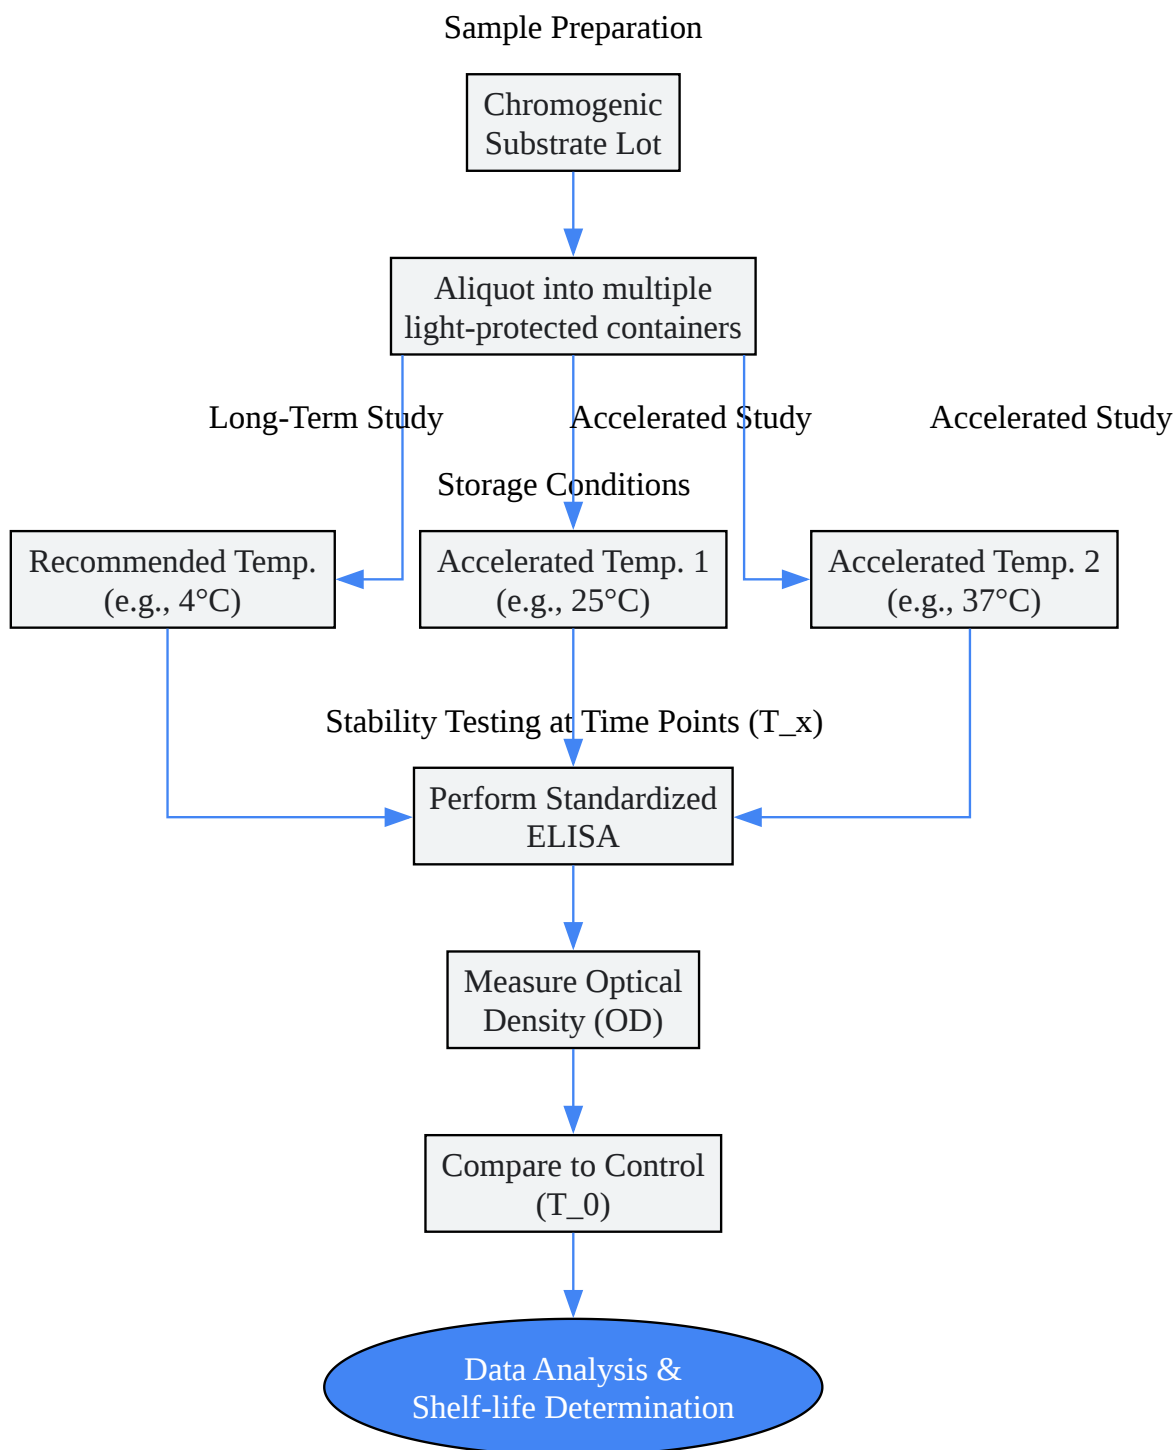 Sample Preparation
Chromogenic
Substrate Lot
Aliquot into multiple
light-protected containers
Long-Term Study
Accelerated Study
Accelerated Study
Storage Conditions
Recommended Temp.
(e.g., 4°C)
Accelerated Temp. 1
(e.g., 25°C)
Accelerated Temp. 2
(e.g., 37°C)
Stability Testing at Time Points (T_x)
Perform Standardized
ELISA
Measure Optical
Density (OD)
Compare to Control
(T_0)
Data Analysis &
Shelf-life Determination